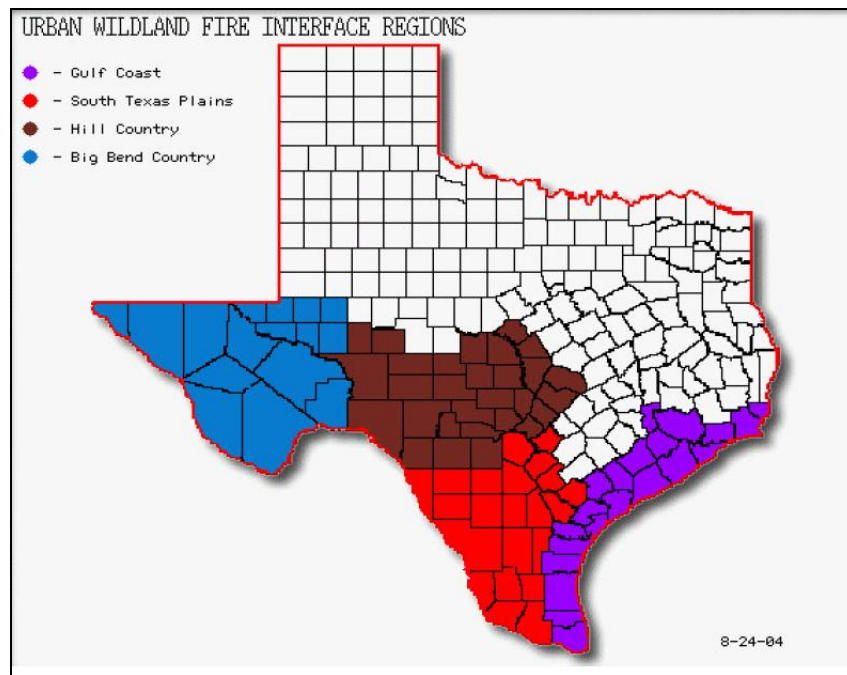 URBAN WILDLAND FIRE INTERFACE REGIONS
- Gulf Coast
- South Texas Plains
- Hill Country
- Big Bend Country
8-24-04